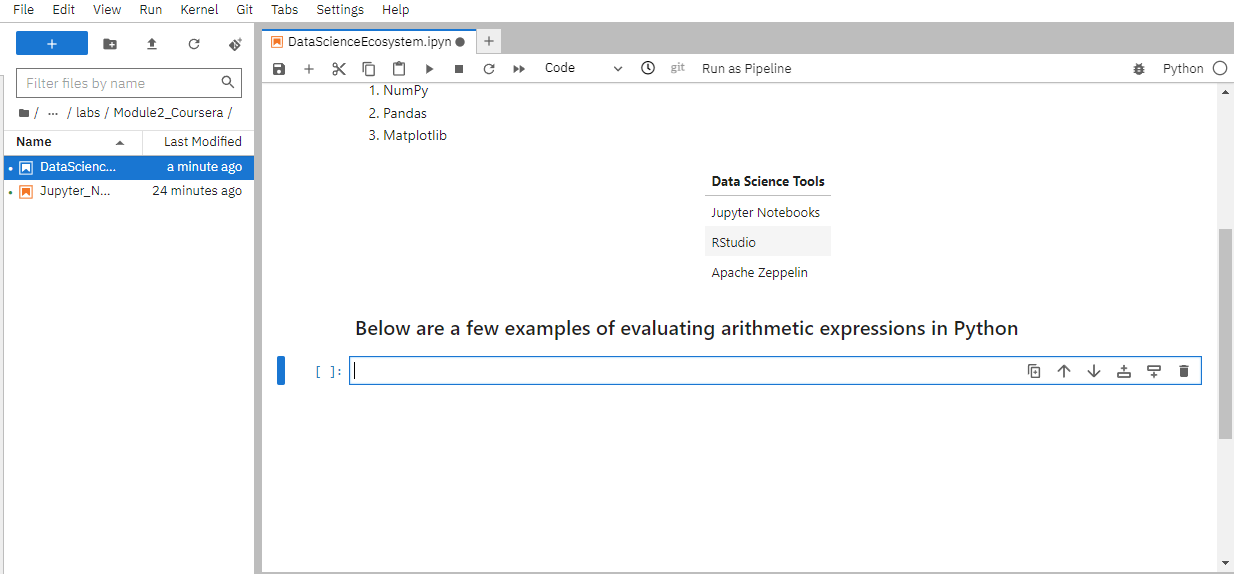 File Edit View Run Kernel Git Tabs Settings Help
Filter files by name
/ ... / labs / Module2_Coursera /
Name Last Modified
DataScienc... a minute ago
Jupyter_N... 24 minutes ago
DataScienceEcosystem.ipyn
Code git Run as Pipeline Python
1. NumPy
2. Pandas
3. Matplotlib
Data Science Tools
Jupyter Notebooks
RStudio
Apache Zeppelin
Below are a few examples of evaluating arithmetic expressions in Python
[ ]: